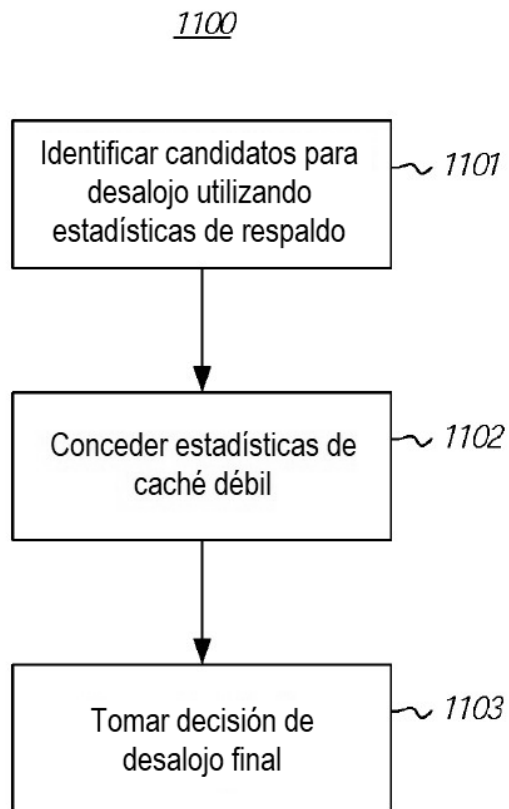 1100
Identificar candidatos para
desalojo utilizando
estadísticas de respaldo
1101
Conceder estadísticas de
caché débil
1102
Tomar decisión de
desalojo final
1103